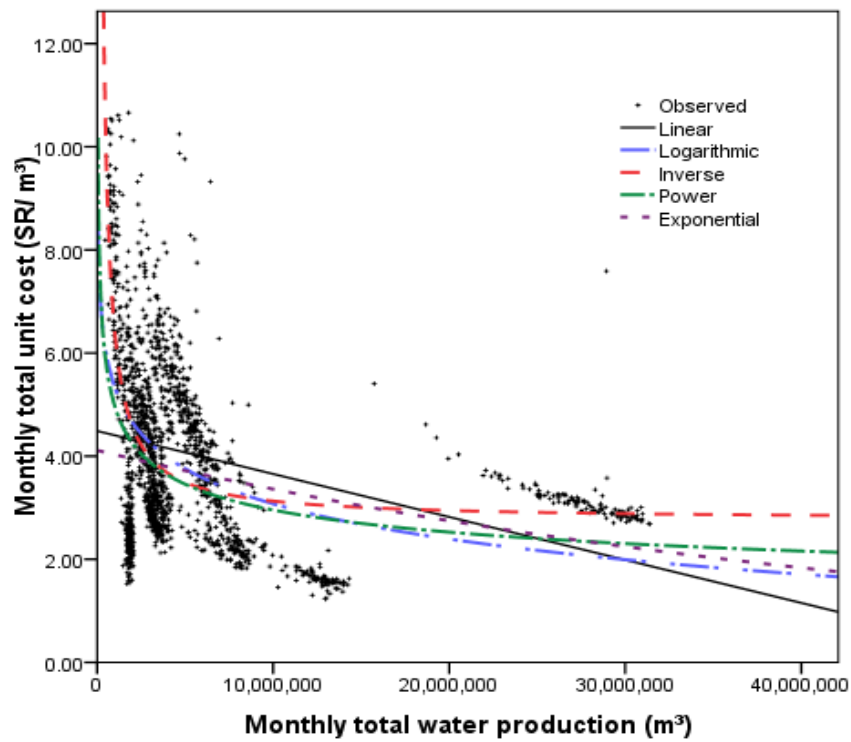 12.00
10.00
8.00
6.00
4.00
2.00
0.00
Monthly total unit cost (SR/ m³)
Observed
Linear
Logarithmic
Inverse
Power
Exponential
0 10,000,000 20,000,000 30,000,000 40,000,000
Monthly total water production (m³)